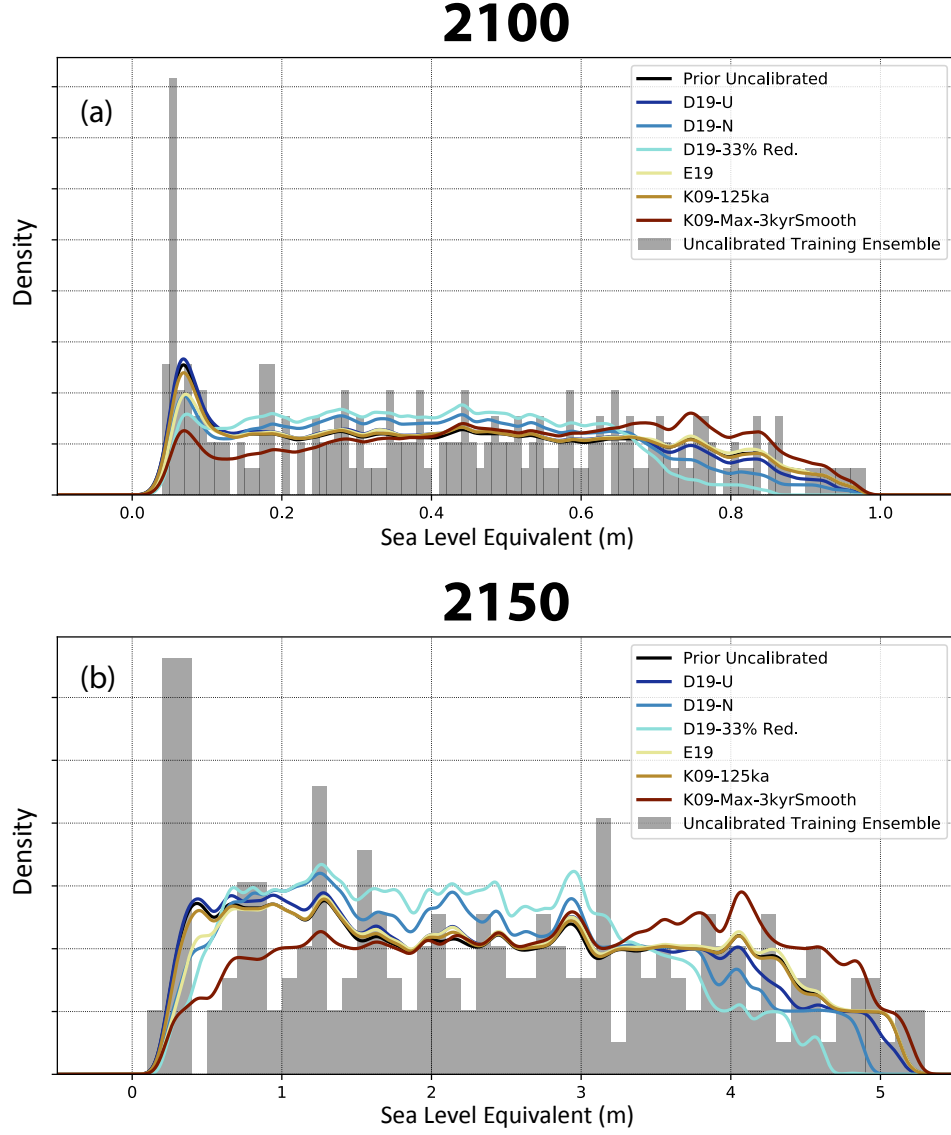 2100
(a)
Prior Uncalibrated
D19-U
D19-N
D19-33% Red.
E19
K09-125ka
K09-Max-3kyrSmooth
Uncalibrated Training Ensemble
Density
0.0 0.2 0.4 0.6 0.8 1.0
Sea Level Equivalent (m)
2150
(b)
Prior Uncalibrated
D19-U
D19-N
D19-33% Red.
E19
K09-125ka
K09-Max-3kyrSmooth
Uncalibrated Training Ensemble
Density
0 1 2 3 4 5
Sea Level Equivalent (m)